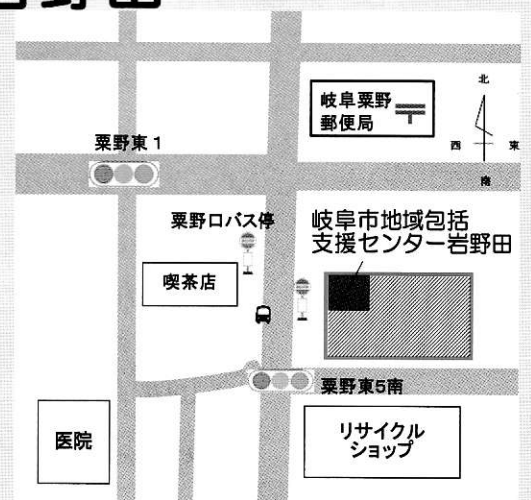 岐阜粟野
郵便局
北
西
東
南
粟野東1
粟野口バス停
岐阜市地域包括
支援センター岩野田
喫茶店
粟野東5南
医院
リサイクル
ショップ